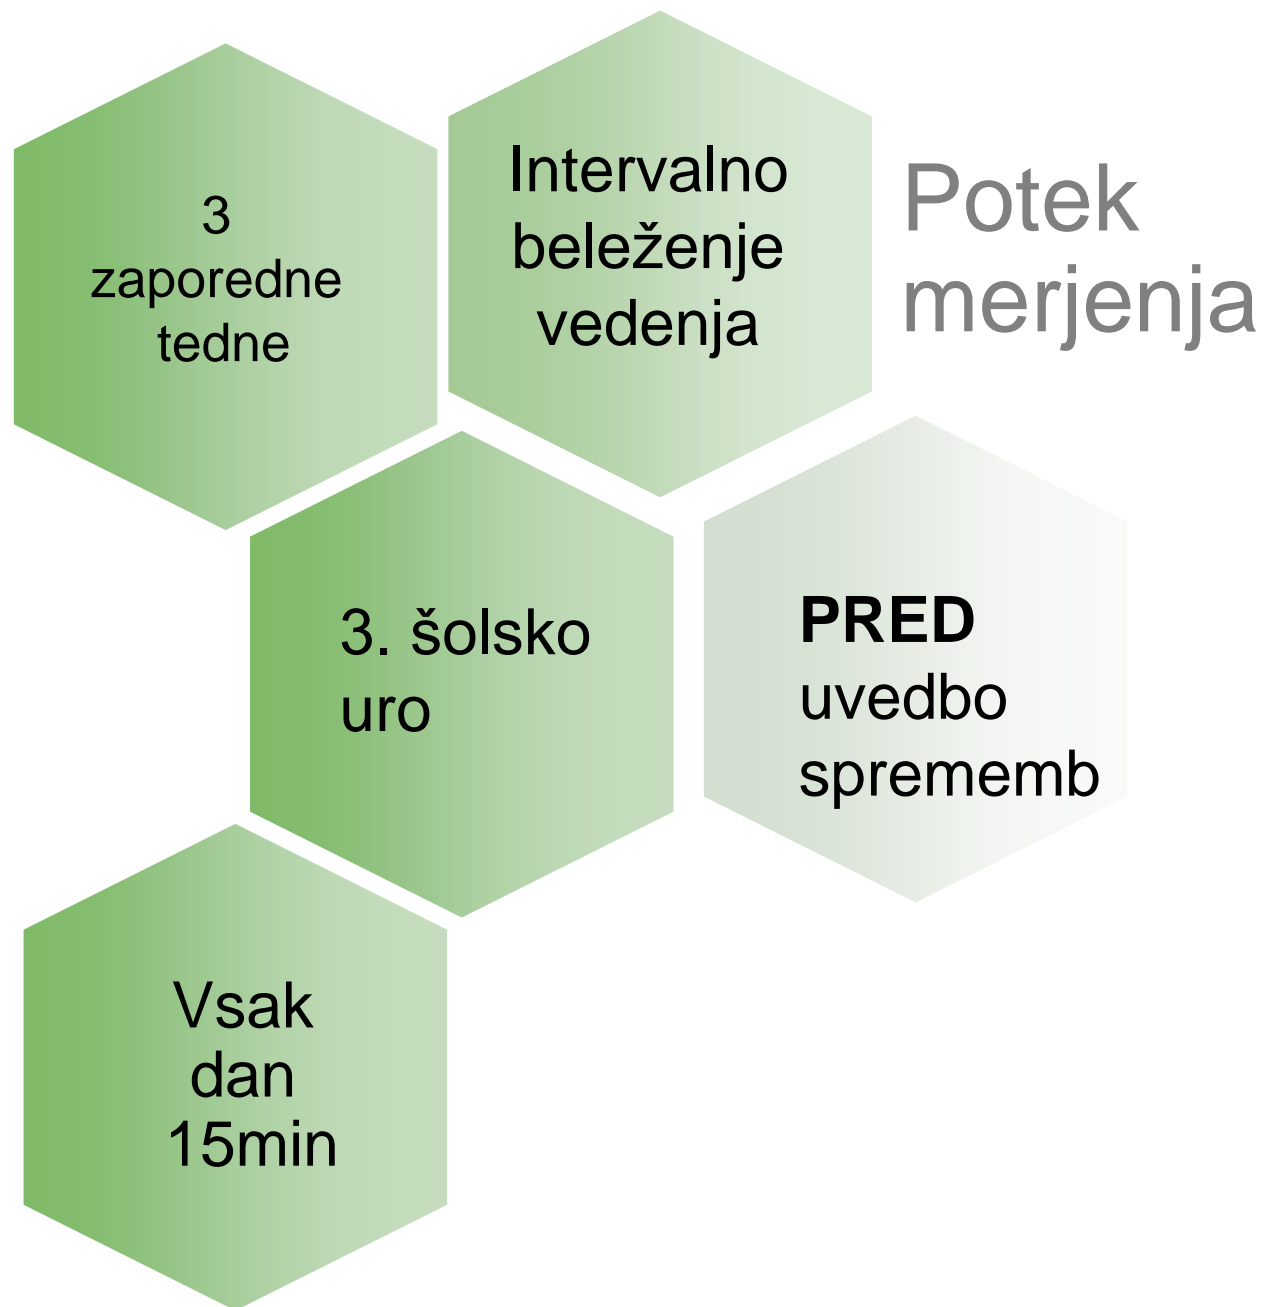 3
zaporedne
tedne
Intervalno
beleženje
vedenja
Potek
merjenja
3. šolsko
uro
PRED
uvedbo
sprememb
Vsak
dan
15min